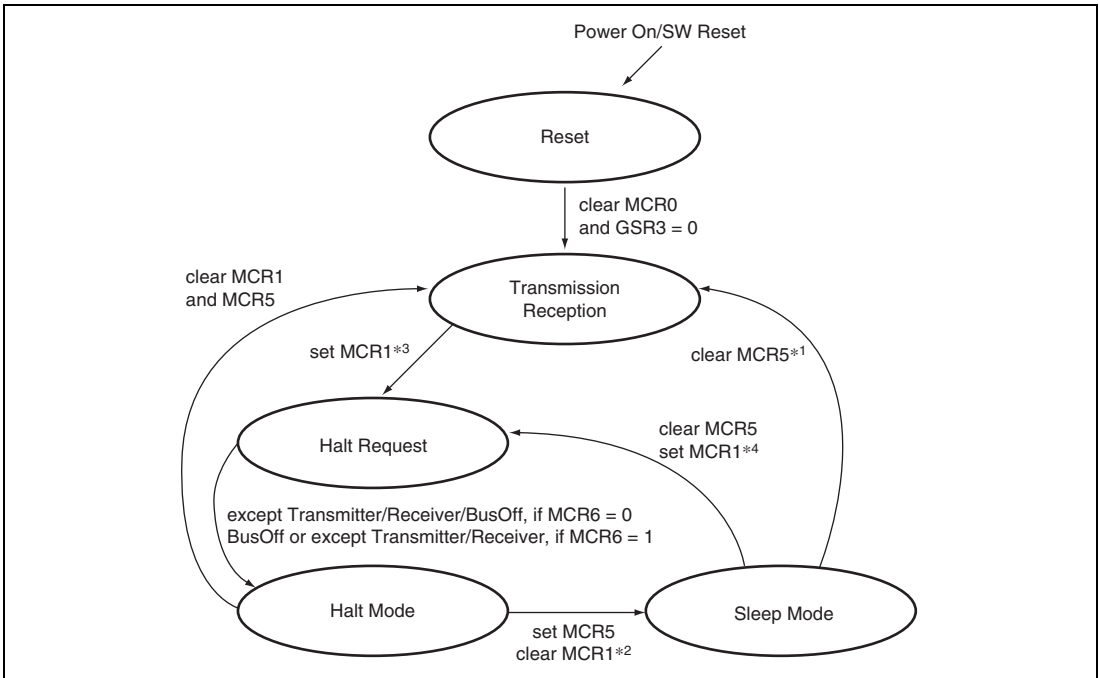 Power On/SW Reset
Reset
clear MCR0
and GSR3 = 0
clear MCR1
and MCR5
Transmission
Reception
set MCR1*3
clear MCR5*1
Halt Request
clear MCR5
set MCR1*4
except Transmitter/Receiver/BusOff, if MCR6 = 0
BusOff or except Transmitter/Receiver, if MCR6 = 1
Halt Mode
Sleep Mode
set MCR5
clear MCR1*2